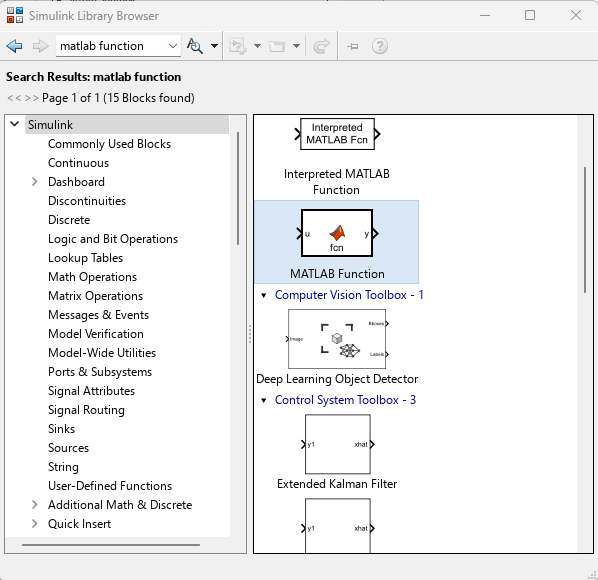 Simulink Library Browser
matlab function
Search Results: matlab function
<< >> Page 1 of 1 (15 Blocks found)
Simulink
Commonly Used Blocks
Continuous
Dashboard
Discontinuities
Discrete
Logic and Bit Operations
Lookup Tables
Math Operations
Matrix Operations
Messages & Events
Model Verification
Model-Wide Utilities
Ports & Subsystems
Signal Attributes
Signal Routing
Sinks
Sources
String
User-Defined Functions
Additional Math & Discrete
Quick Insert
Interpreted
MATLAB Fcn
Interpreted MATLAB
Function
u
y
fcn
MATLAB Function
Computer Vision Toolbox - 1
Image
Bboxes
Labels
Deep Learning Object Detector
Control System Toolbox - 3
y1 xhat
Extended Kalman Filter
y1 xhat